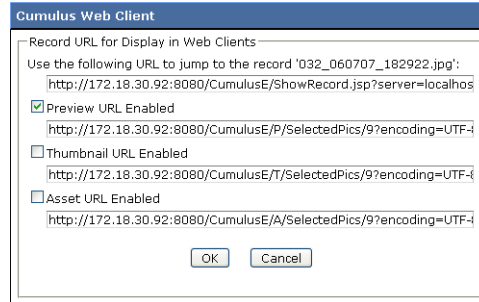 Cumulus Web Client
Record URL for Display in Web Clients
Use the following URL to jump to the record '032_060707_182922.jpg':
http://172.18.30.92:8080/CumulusE/ShowRecord.jsp?server=localhos
Preview URL Enabled
http://172.18.30.92:8080/CumulusE/P/SelectedPics/9?encoding=UTF-8
Thumbnail URL Enabled
http://172.18.30.92:8080/CumulusE/T/SelectedPics/9?encoding=UTF-8
Asset URL Enabled
http://172.18.30.92:8080/CumulusE/A/SelectedPics/9?encoding=UTF-8
OK Cancel